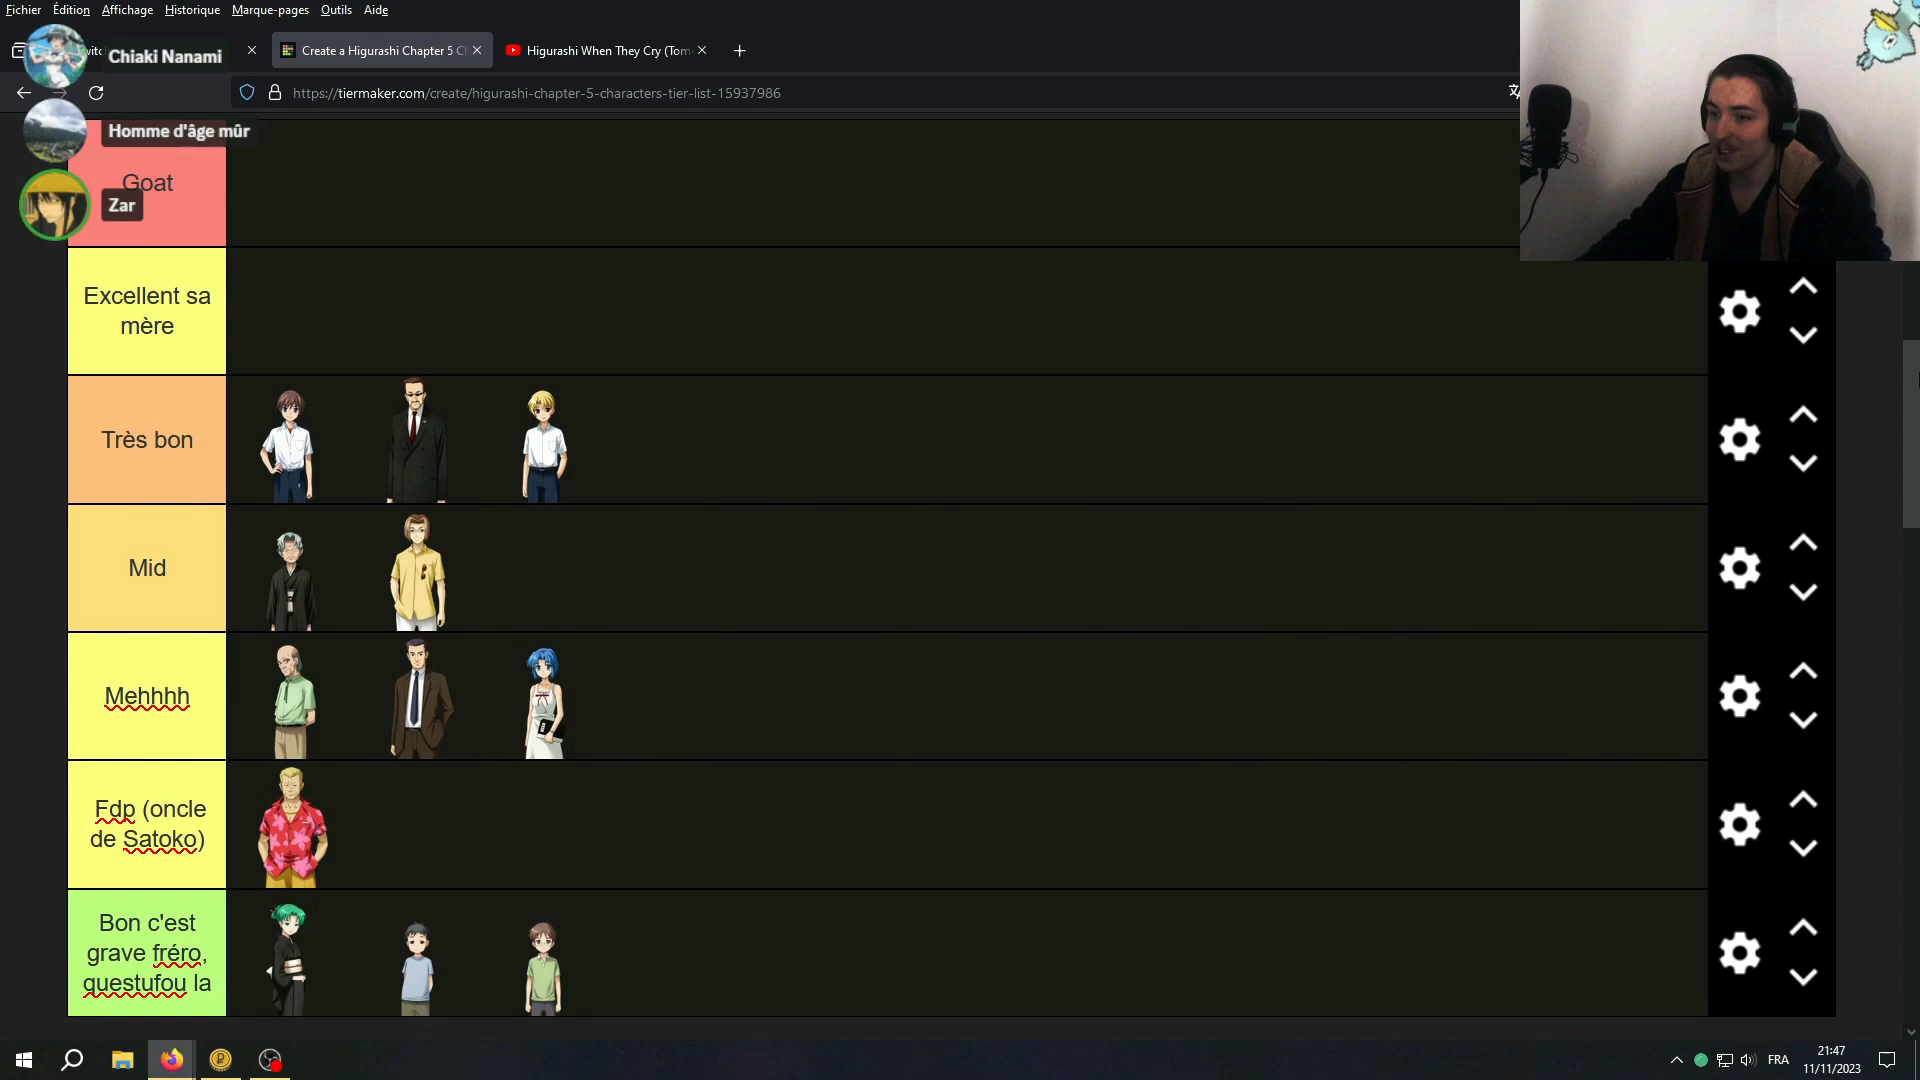 Fichier Édition Affichage Historique Marque-pages Outils Aide
Create a Higurashi Chapter 5 Higurashi When They Cry (Tom
https://tiermaker.com/create/higurashi-chapter-5-characters-tier-list-15937986
Chiaki Nanami
Homme d'âge mûr
Goat
Zar
Excellent sa
mère
Très bon
Mid
Mehhhh
Fdp (oncle
de Satoko)
Bon c'est
grave fréro,
questufou la
FRA
21:47
11/11/2023